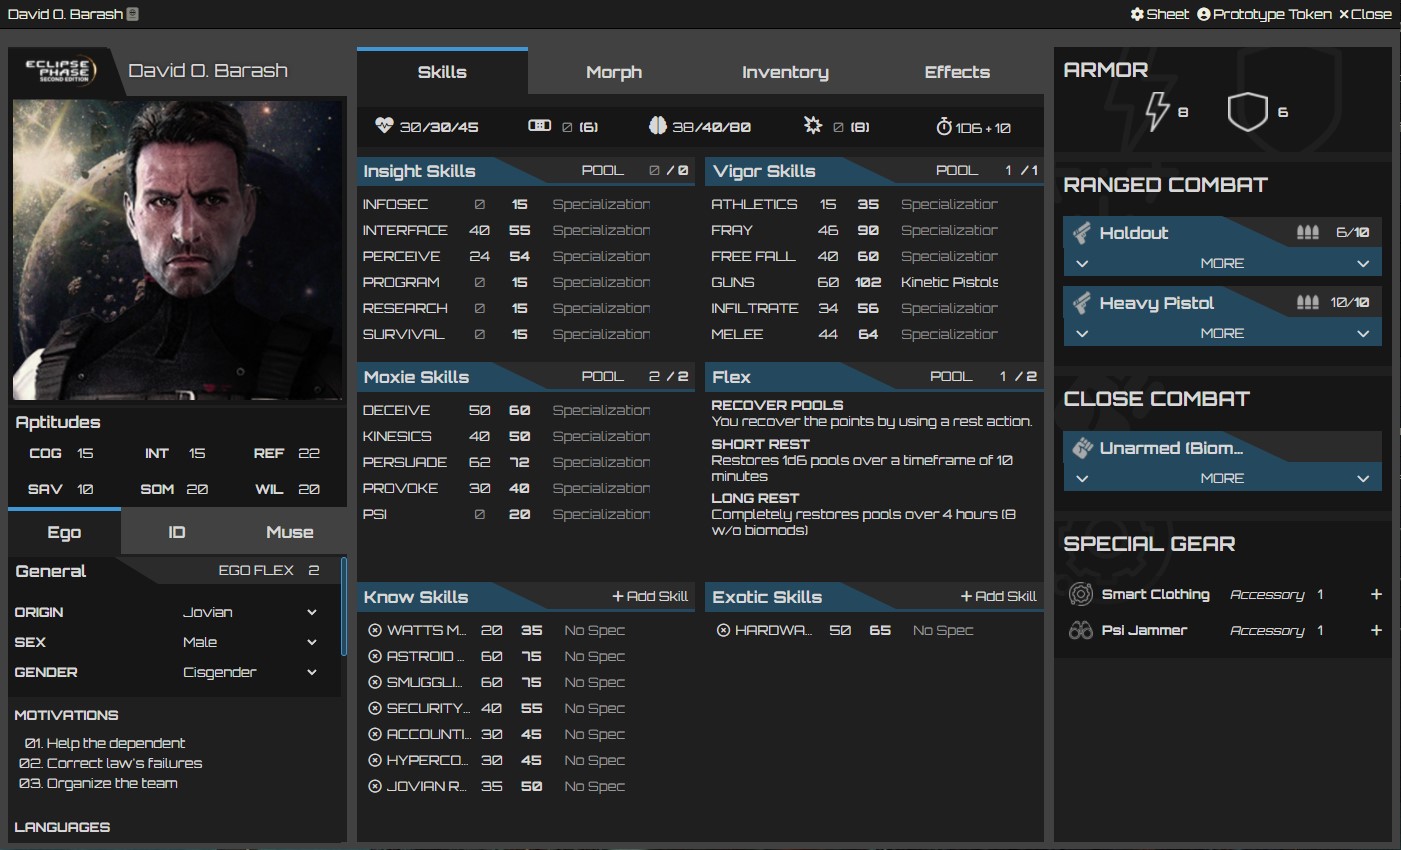 David O. Barash
Sheet Prototype Token Close
ECLIPSE
PHASE
SECOND EDITION
David O. Barash
Aptitudes
COG 15 INT 15 REF 22
SAV 10 SOM 20 WIL 20
Ego ID Muse
General EGO FLEX 2
ORIGIN Jovian
SEX Male
GENDER Cisgender
MOTIVATIONS
01. Help the dependent
02. Correct law's failures
03. Organize the team
LANGUAGES
Skills Morph Inventory Effects
30/30/45 0 (6) 38/40/80 0 (8) 1D6 + 10
Insight Skills POOL 0 / 0
INFOSEC 0 15 Specialization
INTERFACE 40 55 Specialization
PERCEIVE 24 54 Specialization
PROGRAM 0 15 Specialization
RESEARCH 0 15 Specialization
SURVIVAL 0 15 Specialization
Vigor Skills POOL 1 / 1
ATHLETICS 15 35 Specialization
FRAY 46 90 Specialization
FREE FALL 40 60 Specialization
GUNS 60 102 Kinetic Pistols
INFILTRATE 34 56 Specialization
MELEE 44 64 Specialization
Moxie Skills POOL 2 / 2
DECEIVE 50 60 Specialization
KINESICS 40 50 Specialization
PERSUADE 62 72 Specialization
PROVOKE 30 40 Specialization
PSI 0 20 Specialization
Flex POOL 1 / 2
RECOVER POOLS
You recover the points by using a rest action.
SHORT REST
Restores 1d6 pools over a timeframe of 10
minutes
LONG REST
Completely restores pools over 4 hours (8
w/o biomods)
Know Skills + Add Skill
WATTS M... 20 35 No Spec
ASTROID ... 60 75 No Spec
SMUGGLI... 60 75 No Spec
SECURITY... 40 55 No Spec
ACCOUNTI... 30 45 No Spec
HYPERCO... 30 45 No Spec
JOVIAN R... 35 50 No Spec
Exotic Skills + Add Skill
HARDWA... 50 65 No Spec
ARMOR
8 6
RANGED COMBAT
Holdout 6/10
MORE
Heavy Pistol 10/10
MORE
CLOSE COMBAT
Unarmed (Biom...
MORE
SPECIAL GEAR
Smart Clothing Accessory 1 +
Psi Jammer Accessory 1 +